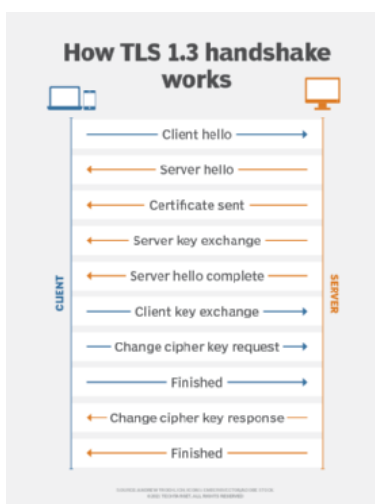 How TLS 1.3 handshake
works
Client hello
Server hello
Certificate sent
Server key exchange
Server hello complete
CLIENT
SERVER
Client key exchange
Change cipher key request
Finished
Change cipher key response
Finished